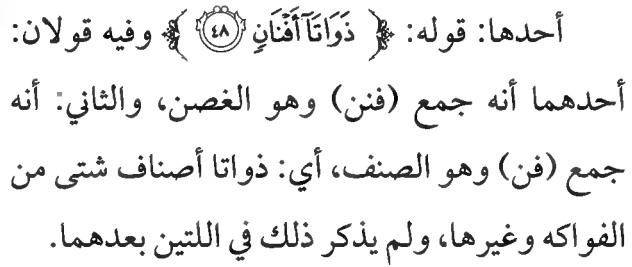 أحدها: قوله: ﴿ ذَوَاتَآ أَفۡنَانٖ ٤٨ ﴾ وفيه قولان:
أحدهما أنه جمع (فنن) وهو الغصن، والثاني: أنه
جمع (فن) وهو الصنف، أي: ذواتا أصناف شتى من
الفواكه وغيرها، ولم يذكر ذلك في اللتين بعدهما.